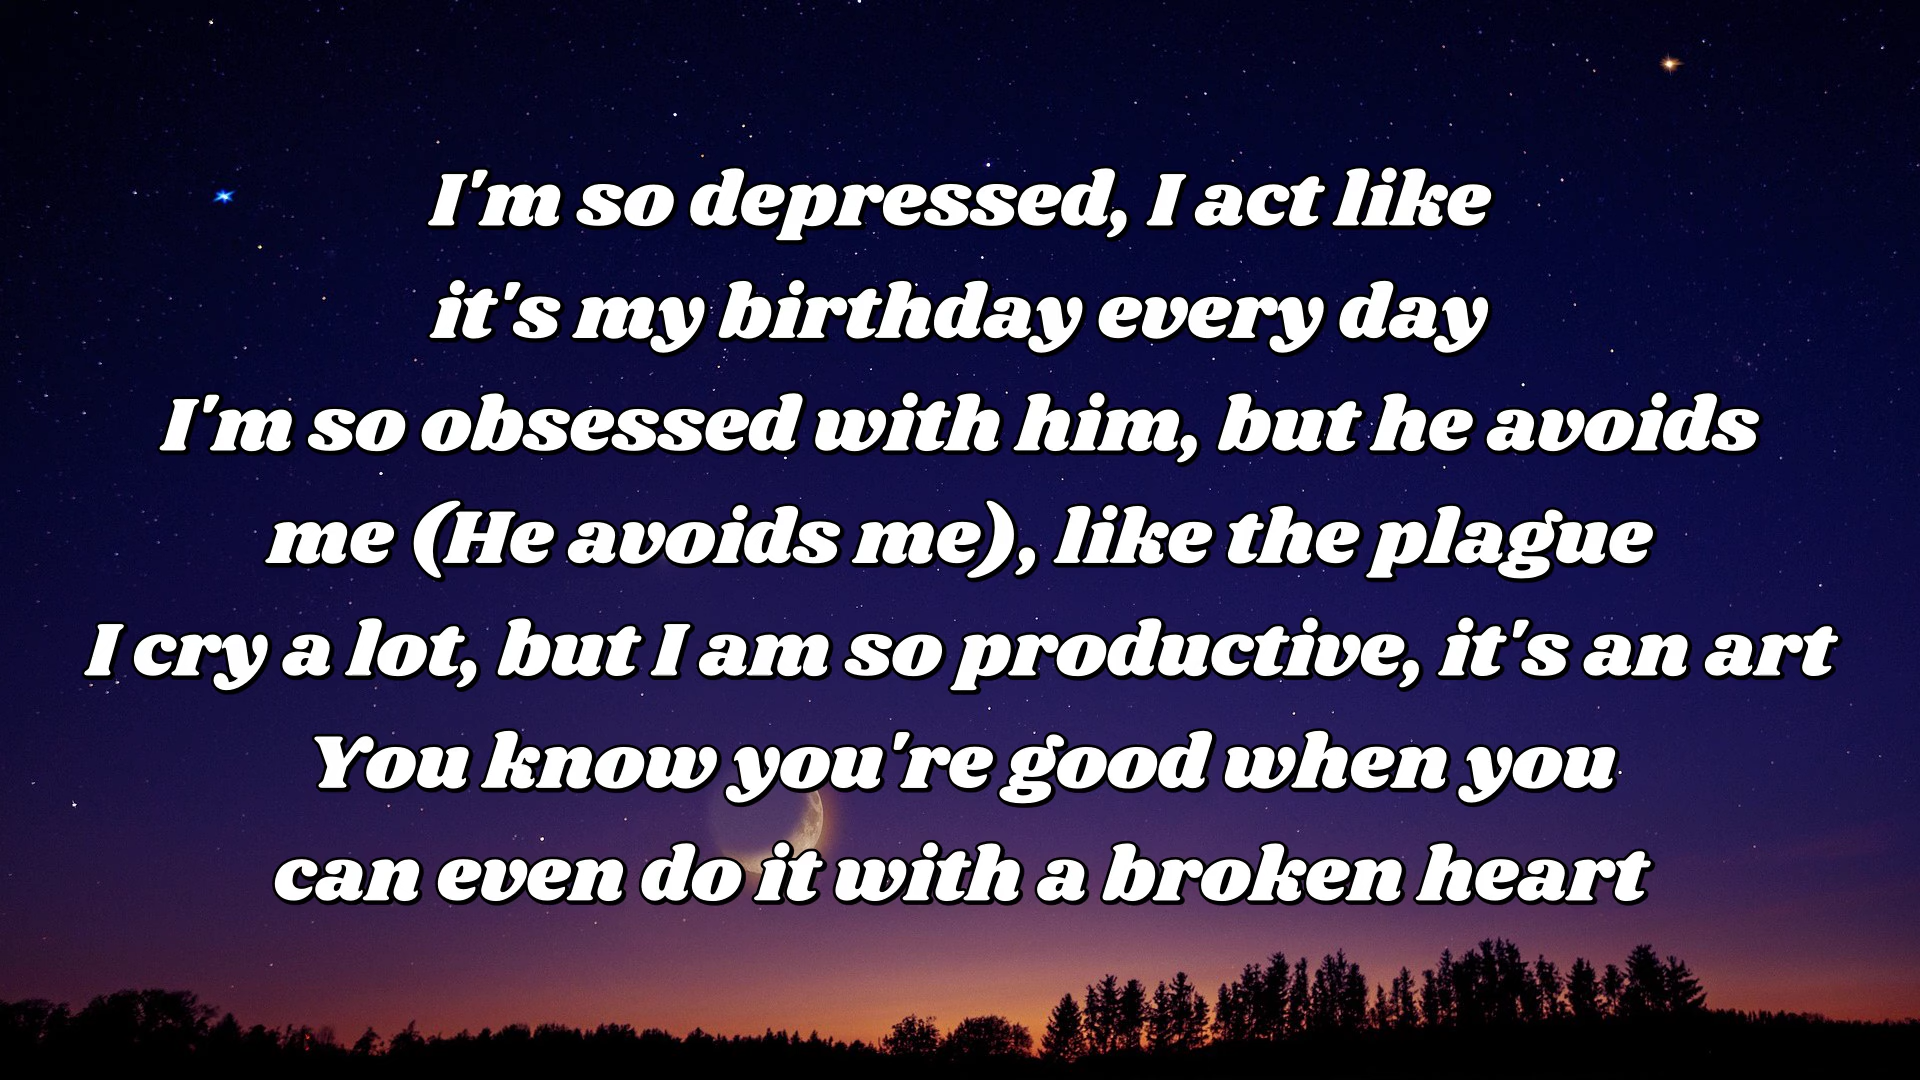 I'm so depressed, I act like
it's my birthday every day
I'm so obsessed with him, but he avoids
me (He avoids me), like the plague
I cry a lot, but I am so productive, it's an art
You know you're good when you
can even do it with a broken heart